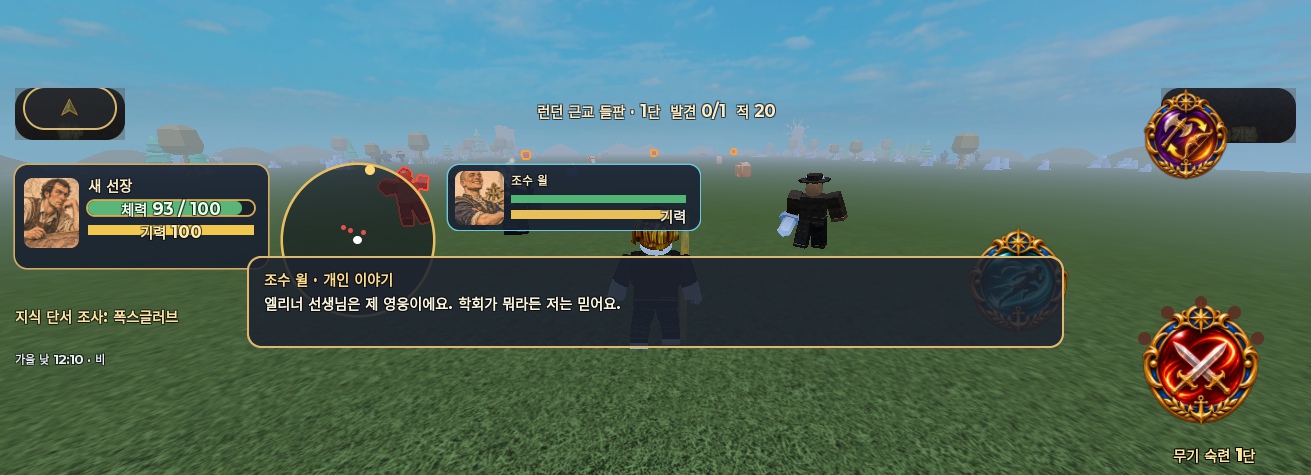 런던 근교 들판 · 1단 발견 0/1 적 20
새 선장
체력 93 / 100
기력 100
조수 윌
기력
조수 윌 · 개인 이야기
엘리너 선생님은 제 영웅이에요. 학회가 뭐라든 저는 믿어요.
지식 단서 조사: 폭스글러브
가을 낮 12:10 · 비
무기 숙련 1단